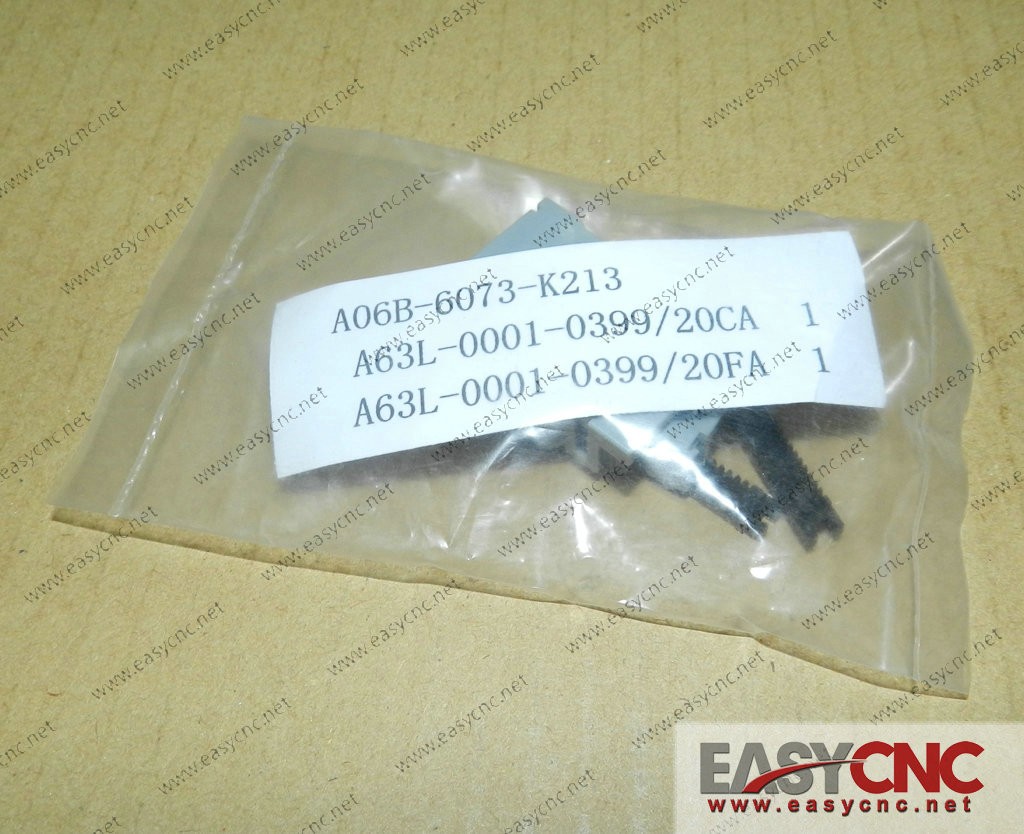 A06B-6073-K213
A63L-0001-0399/20CA 1
A63L-0001-0399/20FA 1
EASYCNC
www.easycnc.net